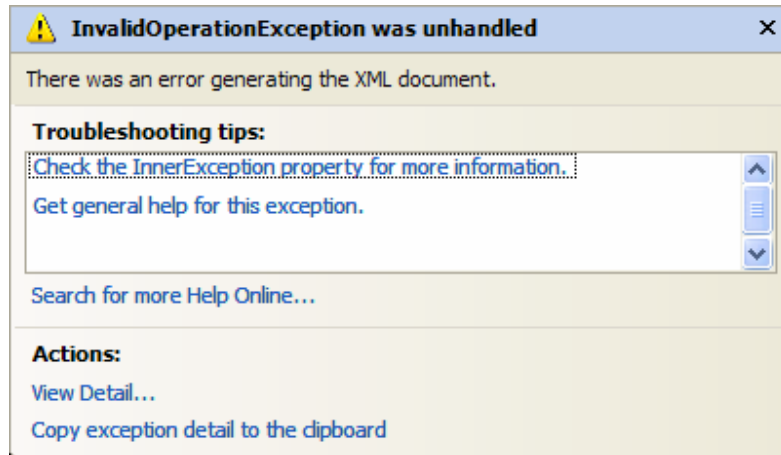 InvalidOperationException was unhandled
There was an error generating the XML document.
Troubleshooting tips:
Check the InnerException property for more information.
Get general help for this exception.
Search for more Help Online...
Actions:
View Detail...
Copy exception detail to the clipboard